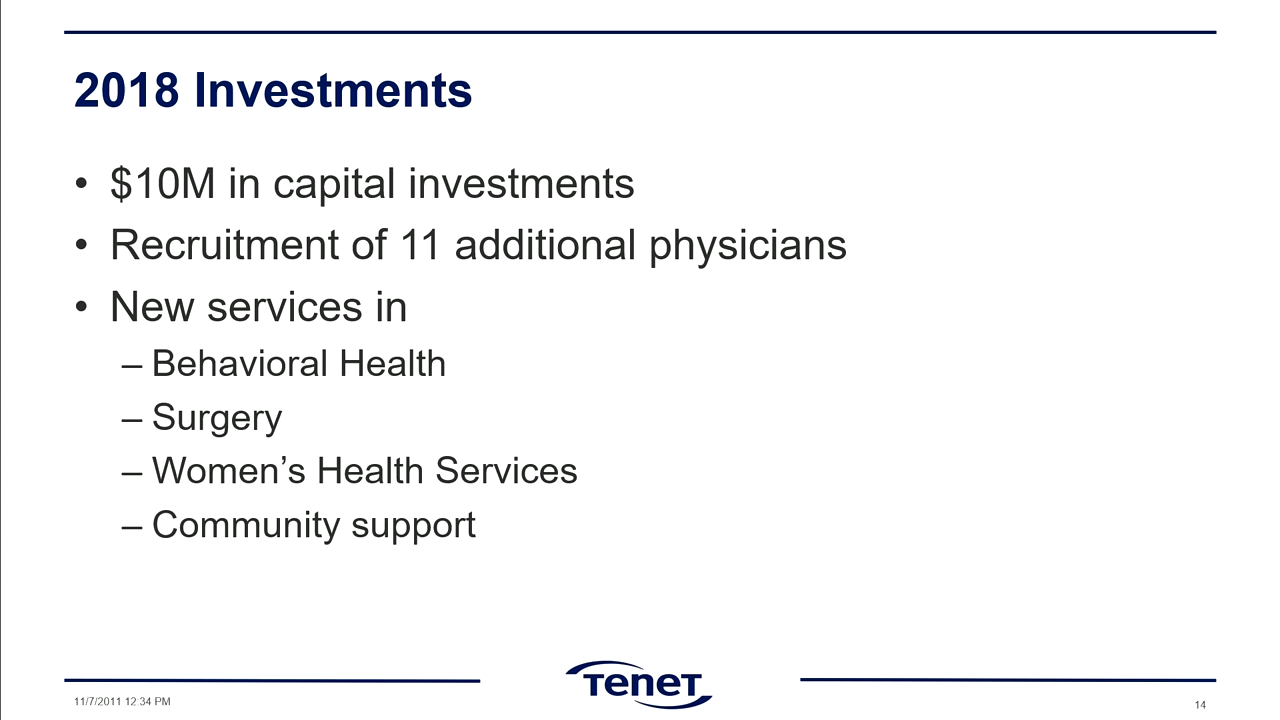 2018 Investments
• $10M in capital investments
• Recruitment of 11 additional physicians
• New services in
– Behavioral Health
– Surgery
– Women’s Health Services
– Community support
11/7/2011 12:34 PM
Tenet
14